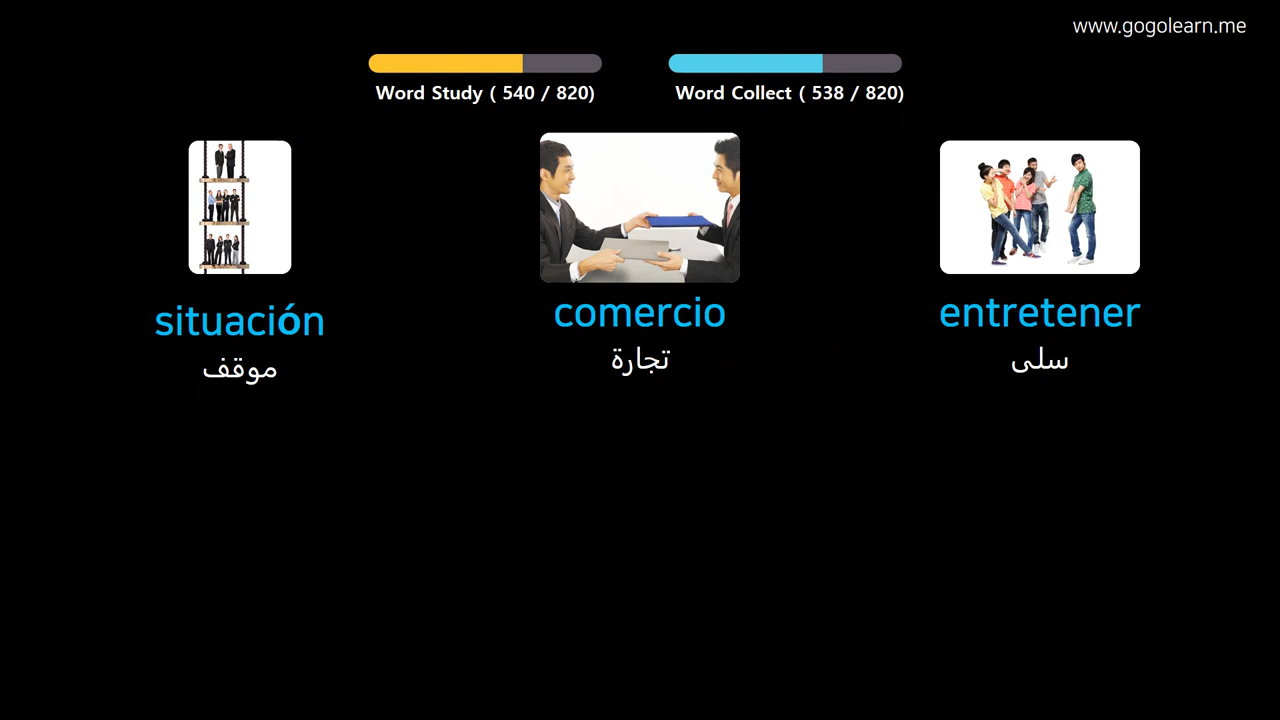 www.gogolearn.me
Word Study ( 540 / 820)
Word Collect ( 538 / 820)
situación
موقف
comercio
تجارة
entretener
سلى